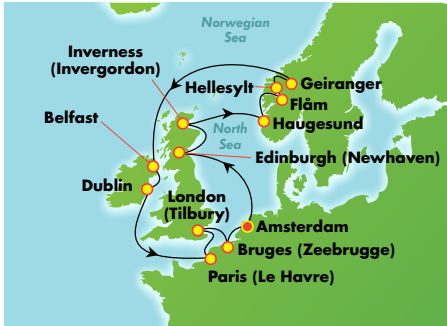 Norwegian
Sea
Inverness
(Invergordon)
Hellesylt
Geiranger
Flåm
Haugesund
Belfast
North
Sea
Edinburgh (Newhaven)
Dublin
London
(Tilbury)
Amsterdam
Bruges (Zeebrugge)
Paris (Le Havre)